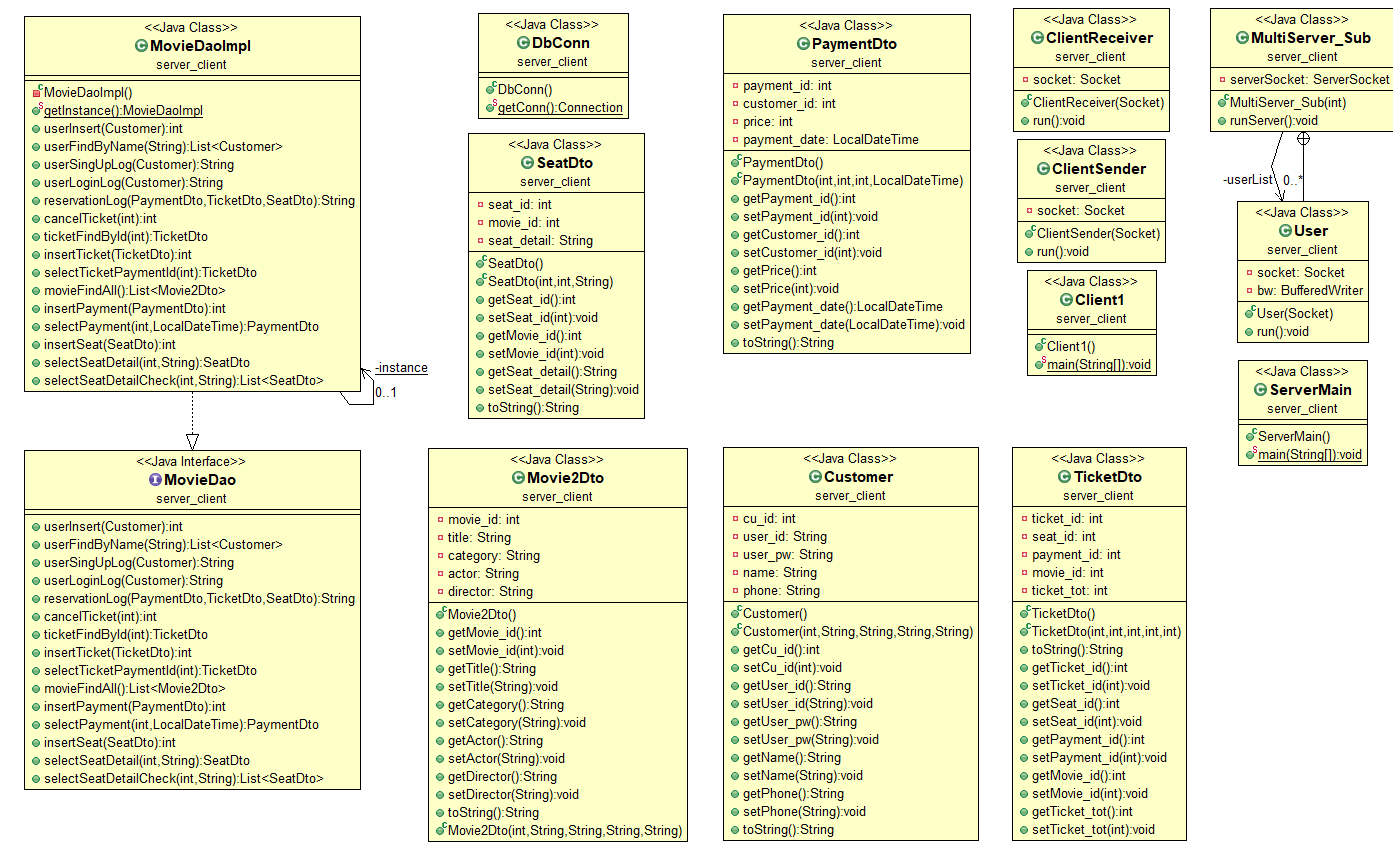 <<Java Class>>
MovieDaoImpl
server_client
MovieDaoImpl()
getInstance():MovieDaoImpl
userInsert(Customer):int
userFindByName(String):List<Customer>
userSingUpLog(Customer):String
userLoginLog(Customer):String
reservationLog(PaymentDto,TicketDto,SeatDto):String
cancelTicket(int):int
ticketFindById(int):TicketDto
insertTicket(TicketDto):int
selectTicketPaymentId(int):TicketDto
movieFindAll():List<Movie2Dto>
insertPayment(PaymentDto):int
selectPayment(int,LocalDateTime):PaymentDto
insertSeat(SeatDto):int
selectSeatDetail(int,String):SeatDto
selectSeatDetailCheck(int,String):List<SeatDto>
-instance
0..1
<<Java Class>>
DbConn
server_client
DbConn()
getConn():Connection
<<Java Class>>
SeatDto
server_client
seat_id: int
movie_id: int
seat_detail: String
SeatDto()
SeatDto(int,int,String)
getSeat_id():int
setSeat_id(int):void
getMovie_id():int
setMovie_id(int):void
getSeat_detail():String
setSeat_detail(String):void
toString():String
<<Java Class>>
PaymentDto
server_client
payment_id: int
customer_id: int
price: int
payment_date: LocalDateTime
PaymentDto()
PaymentDto(int,int,int,LocalDateTime)
getPayment_id():int
setPayment_id(int):void
getCustomer_id():int
setCustomer_id(int):void
getPrice():int
setPrice(int):void
getPayment_date():LocalDateTime
setPayment_date(LocalDateTime):void
toString():String
<<Java Class>>
ClientReceiver
server_client
socket: Socket
ClientReceiver(Socket)
run():void
<<Java Class>>
ClientSender
server_client
socket: Socket
ClientSender(Socket)
run():void
<<Java Class>>
Client1
server_client
Client1()
main(String[]):void
<<Java Class>>
MultiServer_Sub
server_client
serverSocket: ServerSocket
MultiServer_Sub(int)
runServer():void
-userList
0..*
<<Java Class>>
User
server_client
socket: Socket
bw: BufferedWriter
User(Socket)
run():void
<<Java Class>>
ServerMain
server_client
ServerMain()
main(String[]):void
<<Java Interface>>
MovieDao
server_client
userInsert(Customer):int
userFindByName(String):List<Customer>
userSingUpLog(Customer):String
userLoginLog(Customer):String
reservationLog(PaymentDto,TicketDto,SeatDto):String
cancelTicket(int):int
ticketFindById(int):TicketDto
insertTicket(TicketDto):int
selectTicketPaymentId(int):TicketDto
movieFindAll():List<Movie2Dto>
insertPayment(PaymentDto):int
selectPayment(int,LocalDateTime):PaymentDto
insertSeat(SeatDto):int
selectSeatDetail(int,String):SeatDto
selectSeatDetailCheck(int,String):List<SeatDto>
<<Java Class>>
Movie2Dto
server_client
movie_id: int
title: String
category: String
actor: String
director: String
Movie2Dto()
getMovie_id():int
setMovie_id(int):void
getTitle():String
setTitle(String):void
getCategory():String
setCategory(String):void
getActor():String
setActor(String):void
getDirector():String
setDirector(String):void
toString():String
Movie2Dto(int,String,String,String,String)
<<Java Class>>
Customer
server_client
cu_id: int
user_id: String
user_pw: String
name: String
phone: String
Customer()
Customer(int,String,String,String,String)
getCu_id():int
setCu_id(int):void
getUser_id():String
setUser_id(String):void
getUser_pw():String
setUser_pw(String):void
getName():String
setName(String):void
getPhone():String
setPhone(String):void
toString():String
<<Java Class>>
TicketDto
server_client
ticket_id: int
seat_id: int
payment_id: int
movie_id: int
ticket_tot: int
TicketDto()
TicketDto(int,int,int,int,int)
toString():String
getTicket_id():int
setTicket_id(int):void
getSeat_id():int
setSeat_id(int):void
getPayment_id():int
setPayment_id(int):void
getMovie_id():int
setMovie_id(int):void
getTicket_tot():int
setTicket_tot(int):void